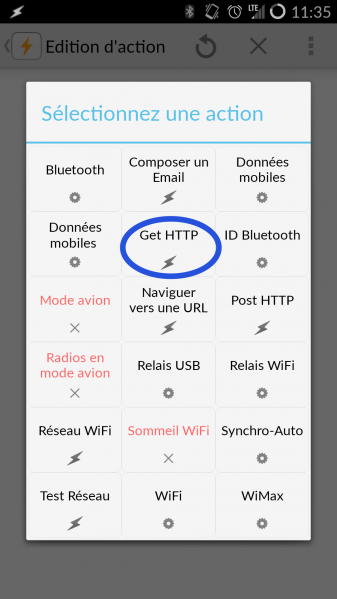 LTE 11:35
Edition d'action
Sélectionnez une action
Bluetooth
Composer un
Email
Données
mobiles
Données
mobiles
Get HTTP
ID Bluetooth
Mode avion
Naviguer
vers une URL
Post HTTP
Radios en
mode avion
Relais USB
Relais WiFi
Réseau WiFi
Sommeil WiFi
Synchro-Auto
Test Réseau
WiFi
WiMax